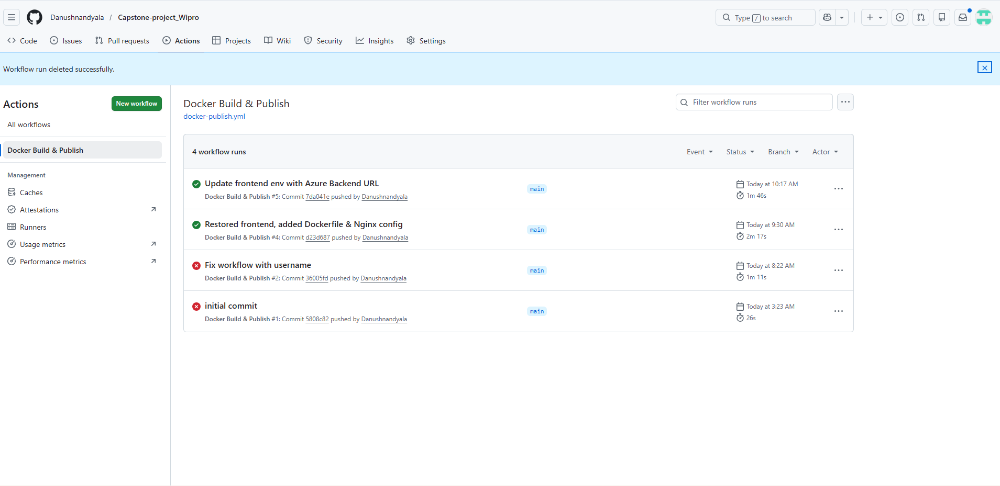 Danushnandyala / Capstone-project_Wipro
Type / to search
Code Issues Pull requests Actions Projects Wiki Security Insights Settings
Workflow run deleted successfully.
Actions
New workflow
All workflows
Docker Build & Publish
Management
Caches
Attestations
Runners
Usage metrics
Performance metrics
Docker Build & Publish
docker-publish.yml
Filter workflow runs
4 workflow runs
Event Status Branch Actor
Update frontend env with Azure Backend URL
Docker Build & Publish #5: Commit 7da041e pushed by Danushnandyala
main
Today at 10:17 AM
1m 46s
Restored frontend, added Dockerfile & Nginx config
Docker Build & Publish #4: Commit d23d687 pushed by Danushnandyala
main
Today at 9:30 AM
2m 17s
Fix workflow with username
Docker Build & Publish #2: Commit 36005fd pushed by Danushnandyala
main
Today at 8:22 AM
1m 11s
initial commit
Docker Build & Publish #1: Commit 5808c82 pushed by Danushnandyala
main
Today at 3:23 AM
26s